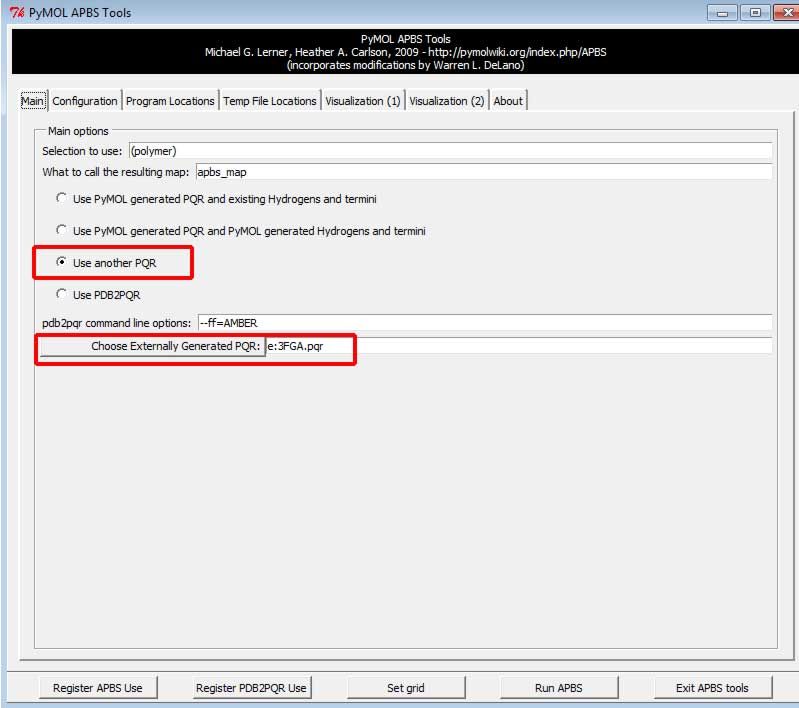 PyMOL APBS Tools
PyMOL APBS Tools
Michael G. Lerner, Heather A. Carlson, 2009 - http://pymolwiki.org/index.php/APBS
(incorporates modifications by Warren L. DeLano)
Main Configuration Program Locations Temp File Locations Visualization (1) Visualization (2) About
Main options
Selection to use: (polymer)
What to call the resulting map: apbs_map
Use PyMOL generated PQR and existing Hydrogens and termini
Use PyMOL generated PQR and PyMOL generated Hydrogens and termini
Use another PQR
Use PDB2PQR
pdb2pqr command line options: --ff=AMBER
Choose Externally Generated PQR: e:3FGA.pqr
Register APBS Use Register PDB2PQR Use Set grid Run APBS Exit APBS tools